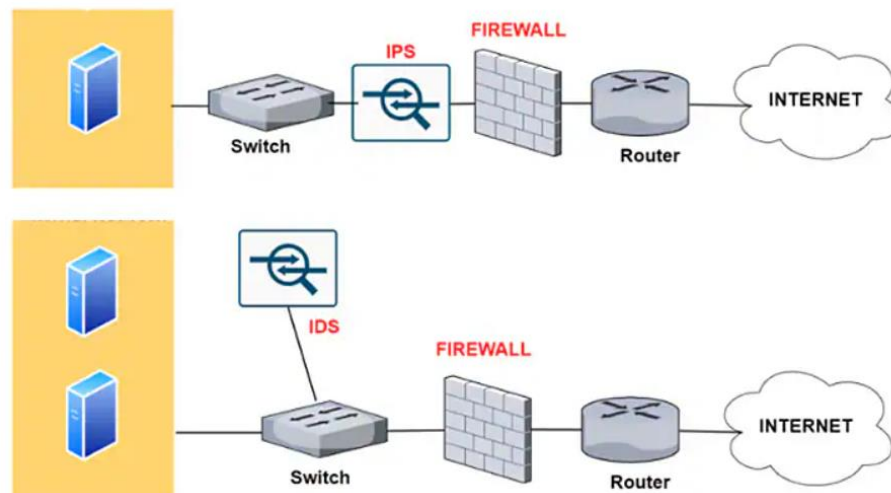 FIREWALL
IPS
INTERNET
Switch
Router
IDS
FIREWALL
INTERNET
Switch
Router